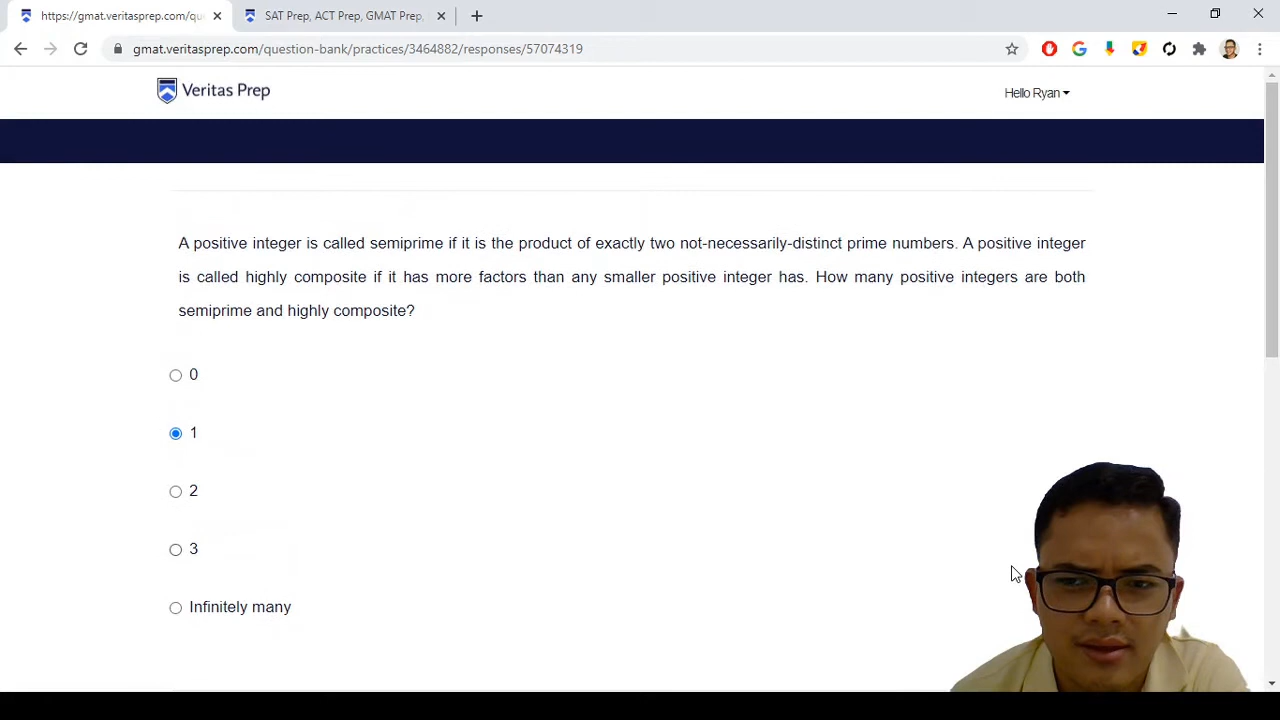 https://gmat.veritasprep.com/qu
SAT Prep, ACT Prep, GMAT Prep,
gmat.veritasprep.com/question-bank/practices/3464882/responses/57074319
Veritas Prep
Hello Ryan
A positive integer is called semiprime if it is the product of exactly two not-necessarily-distinct prime numbers. A positive integer
is called highly composite if it has more factors than any smaller positive integer has. How many positive integers are both
semiprime and highly composite?
0
1
2
3
Infinitely many